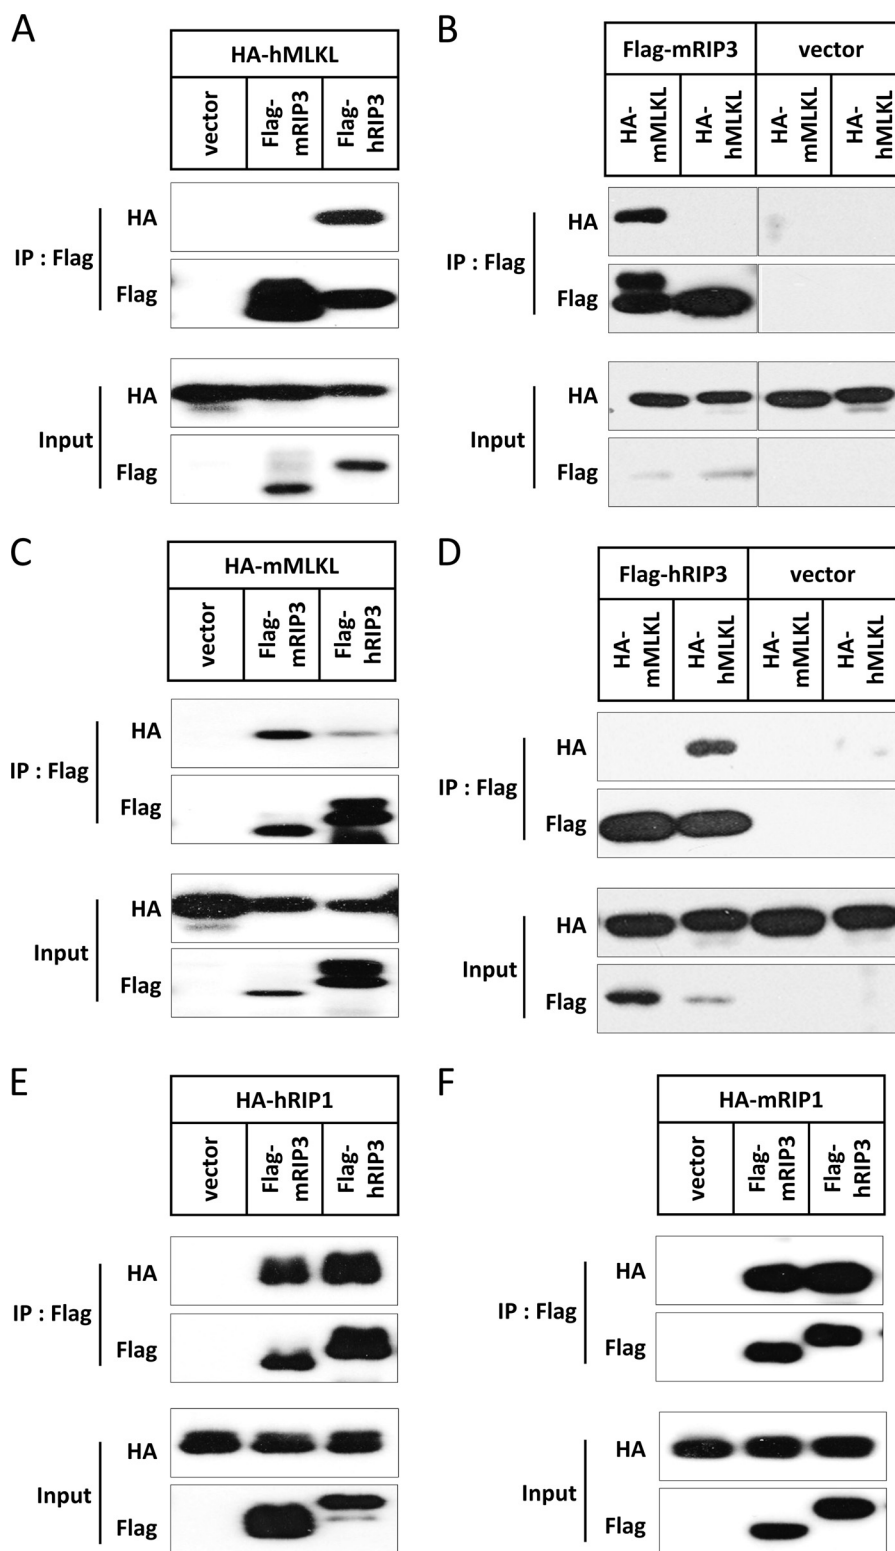 A
HA-hMLKL
vector
Flag-
mRIP3
Flag-
hRIP3
IP : Flag
HA
Flag
Input
HA
Flag
B
Flag-mRIP3
vector
HA-
mMLKL
HA-
hMLKL
HA-
mMLKL
HA-
hMLKL
IP : Flag
HA
Flag
Input
HA
Flag
C
HA-mMLKL
vector
Flag-
mRIP3
Flag-
hRIP3
IP : Flag
HA
Flag
Input
HA
Flag
D
Flag-hRIP3
vector
HA-
mMLKL
HA-
hMLKL
HA-
mMLKL
HA-
hMLKL
IP : Flag
HA
Flag
Input
HA
Flag
E
HA-hRIP1
vector
Flag-
mRIP3
Flag-
hRIP3
IP : Flag
HA
Flag
Input
HA
Flag
F
HA-mRIP1
vector
Flag-
mRIP3
Flag-
hRIP3
IP : Flag
HA
Flag
Input
HA
Flag